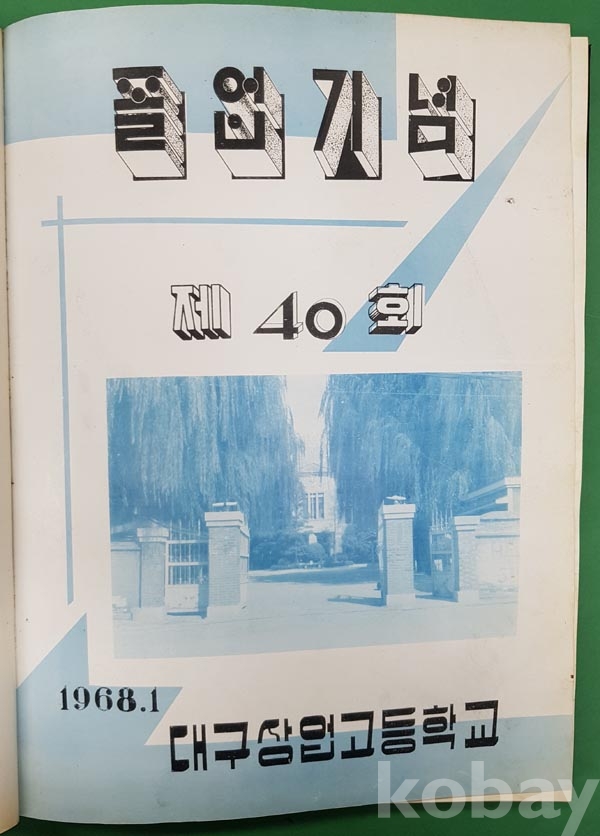 졸업기념
제 40 회
1968.1
대구상업고등학교
kobay